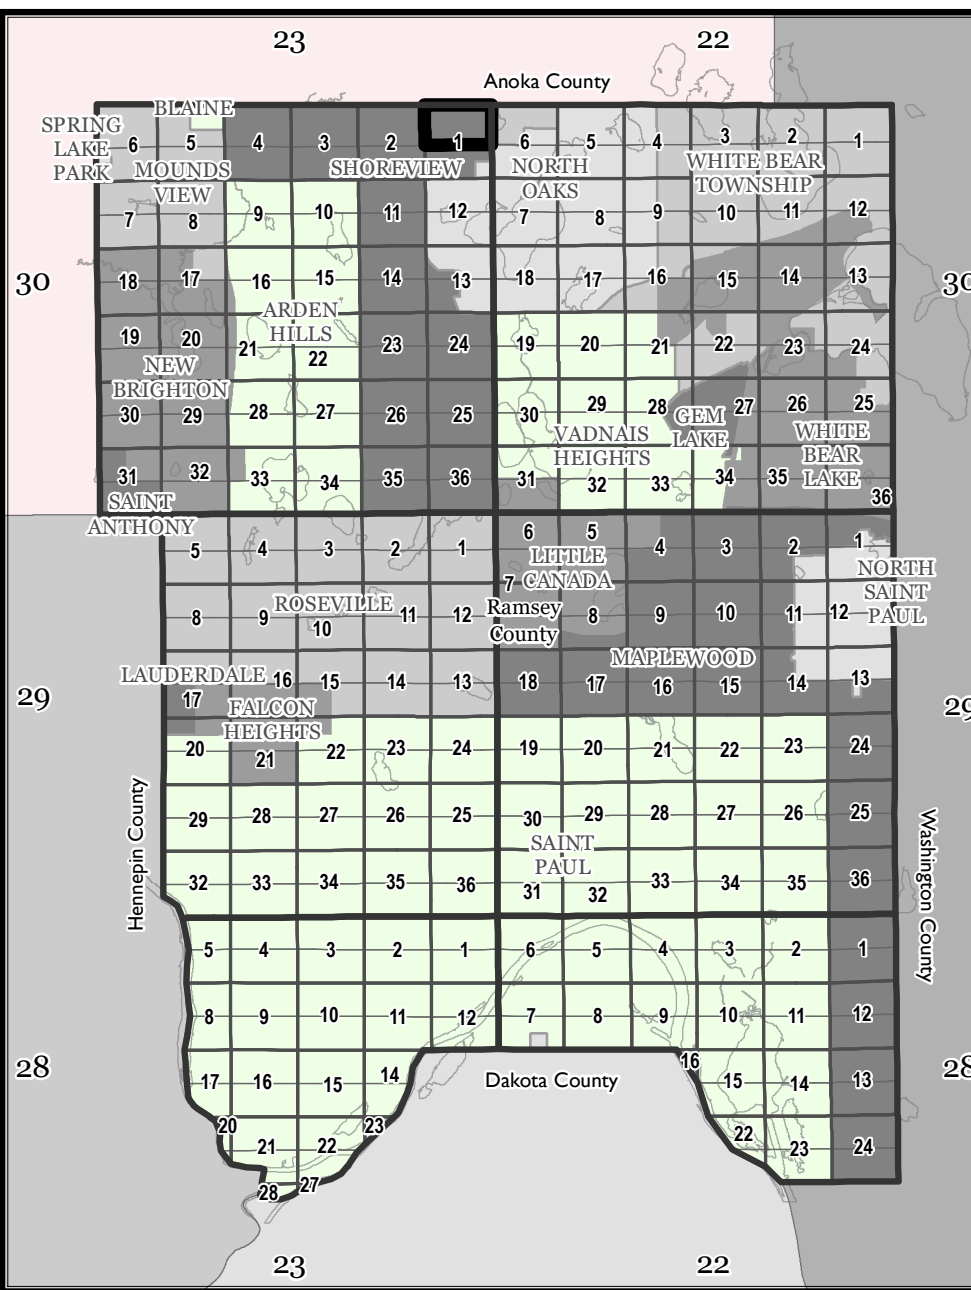 23 22
Anoka County
BLAINE
SPRING
LAKE
PARK
6 5 4 3 2 1 6 5 4 3 2 1
MOUNDS
VIEW
SHOREVIEW
NORTH
OAKS
WHITE BEAR
TOWNSHIP
7 8 9 10 11 12 7 8 9 10 11 12
30 18 17 16 15 14 13 18 17 16 15 14 13 30
ARDEN
HILLS
19 20 21 22 23 24 19 20 21 22 23 24
NEW
BRIGHTON
30 29 28 27 26 25 30 29 28 27 26 25
GEM
LAKE
VADNAIS
HEIGHTS
WHITE
BEAR
LAKE
31 32 33 34 35 36 31 32 33 34 35 36
SAINT
ANTHONY
5 4 3 2 1 6 5 4 3 2 1
LITTLE
CANADA
NORTH
SAINT
PAUL
8 9 10 11 12 7 8 9 10 11 12
ROSEVILLE
Ramsey
County
MAPLEWOOD
LAUDERDALE
29 17 16 15 14 13 18 17 16 15 14 13 29
FALCON
HEIGHTS
20 21 22 23 24 19 20 21 22 23 24
29 28 27 26 25 30 29 28 27 26 25
Hennepin County
Washington County
SAINT
PAUL
32 33 34 35 36 31 32 33 34 35 36
5 4 3 2 1 6 5 4 3 2 1
8 9 10 11 12 7 8 9 10 11 12
28 17 16 15 14 16 15 14 13 28
Dakota County
20 21 22 23 22 23 24
28 27
23 22